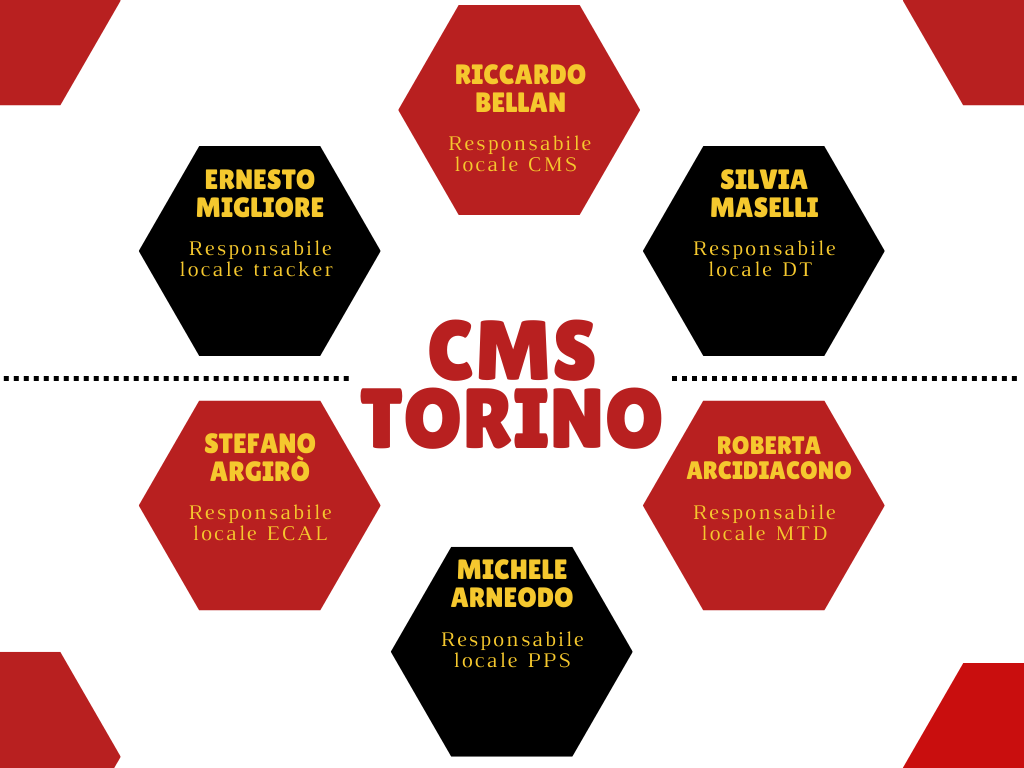 RICCARDO
BELLAN
Responsabile
locale CMS
ERNESTO
MIGLIORE
Responsabile
locale tracker
SILVIA
MASELLI
Responsabile
locale DT
CMS
TORINO
STEFANO
ARGIRÒ
Responsabile
locale ECAL
ROBERTA
ARCIDIACONO
Responsabile
locale MTD
MICHELE
ARNEODO
Responsabile
locale PPS